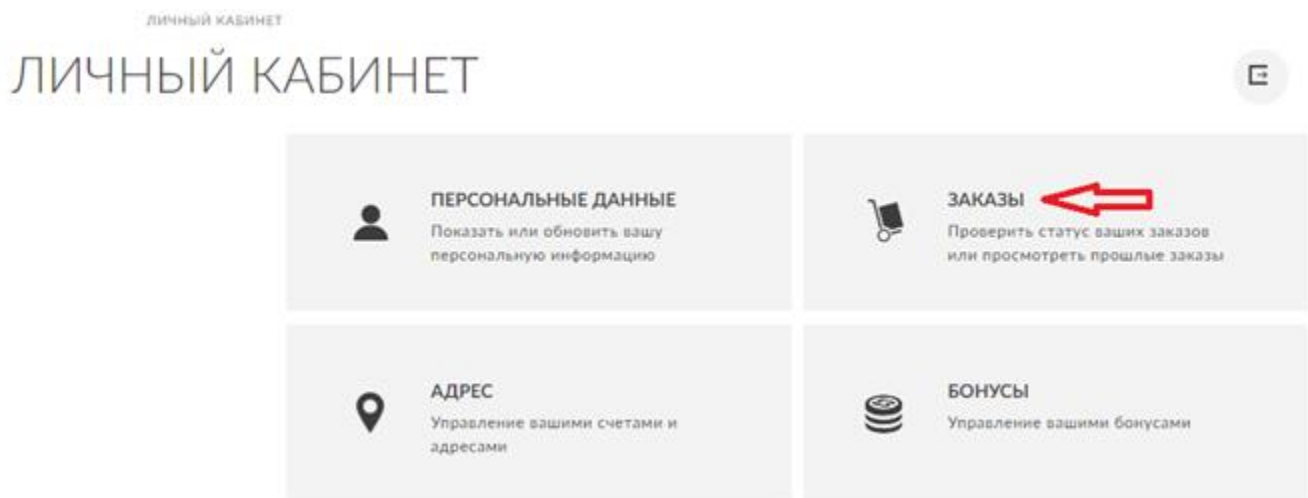 ЛИЧНЫЙ КАБИНЕТ
ЛИЧНЫЙ КАБИНЕТ
ПЕРСОНАЛЬНЫЕ ДАННЫЕ
Показать или обновить вашу
персональную информацию
ЗАКАЗЫ
Проверить статус ваших заказов
или просмотреть прошлые заказы
АДРЕС
Управление вашими счетами и
адресами
БОНУСЫ
Управление вашими бонусами